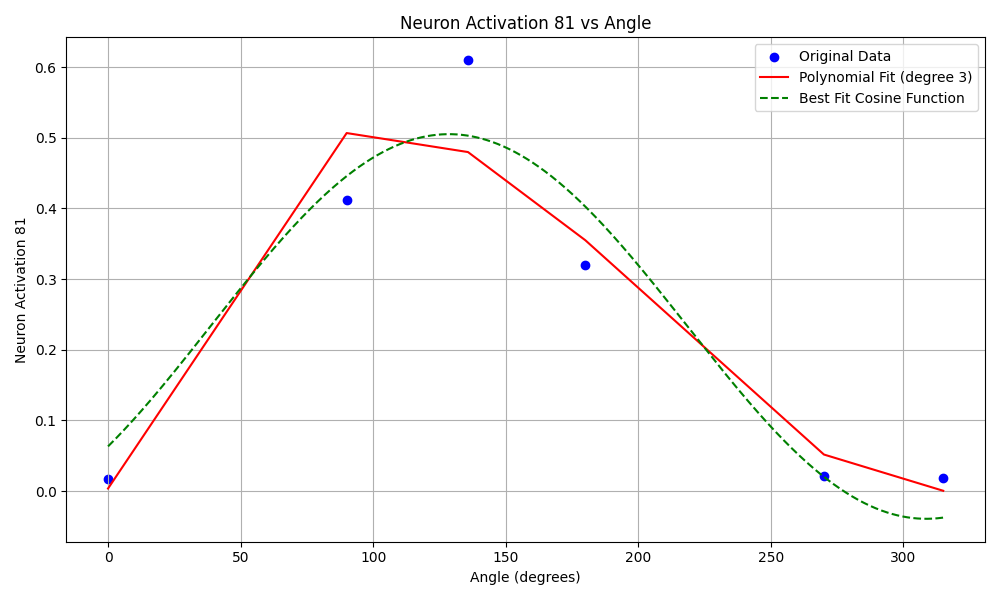 Neuron Activation 81 vs Angle
Original Data
Polynomial Fit (degree 3)
Best Fit Cosine Function
Neuron Activation 81
0.6
0.5
0.4
0.3
0.2
0.1
0.0
0 50 100 150 200 250 300
Angle (degrees)